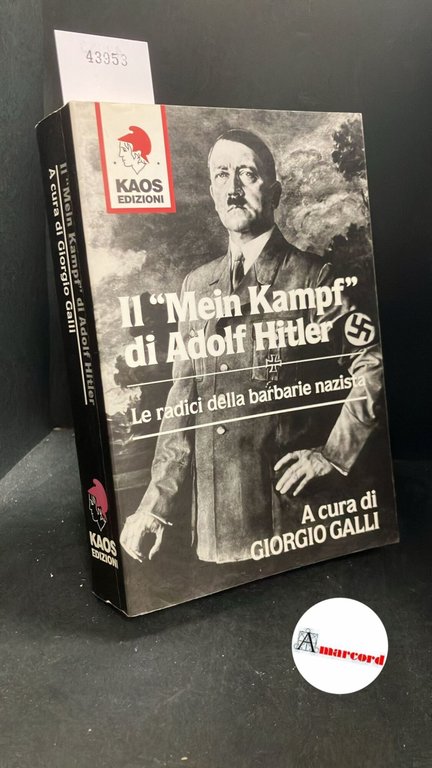 43953
KAOS
EDIZIONI
Il "Mein Kampf"
di Adolf Hitler
Le radici della barbarie nazista
A cura di
GIORGIO GALLI
Il "Mein Kampf" di Adolf Hitler
A cura di Giorgio Galli
KAOS
EDIZIONI
Amarcord